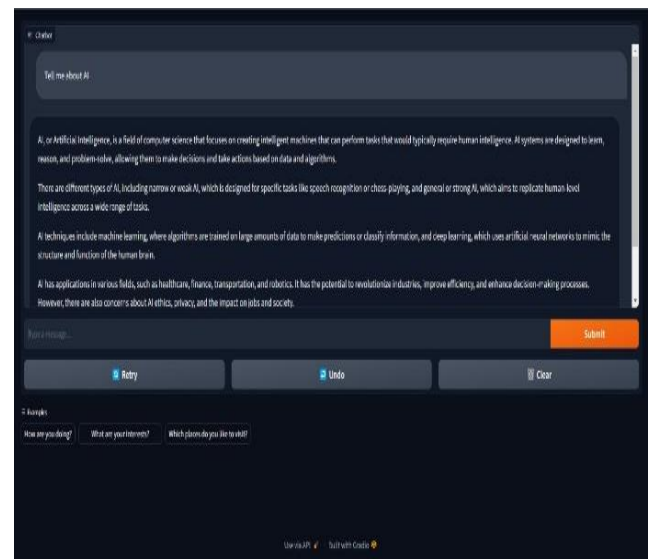 Chatbot
Tell me about AI
AI, or Artificial Intelligence, is a field of computer science that focuses on creating intelligent machines that can perform tasks that would typically require human intelligence. AI systems are designed to learn,
reason, and problem-solve, allowing them to make decisions and take actions based on data and algorithms.
There are different types of AI, including narrow or weak AI, which is designed for specific tasks like speech recognition or chess-playing, and general or strong AI, which aims to replicate human-level
intelligence across a wide range of tasks.
AI techniques include machine learning, where algorithms are trained on large amounts of data to make predictions or classify information, and deep learning, which uses artificial neural networks to mimic the
structure and function of the human brain.
AI has applications in various fields, such as healthcare, finance, transportation, and robotics. It has the potential to revolutionize industries, improve efficiency, and enhance decision-making processes.
However, there are also concerns about AI ethics, privacy, and the impact on jobs and society.
Type a message...
Submit
Retry
Undo
Clear
Examples
How are you doing?
What are your interests?
Which places do you like to visit?
Use via API
Built with Gradio